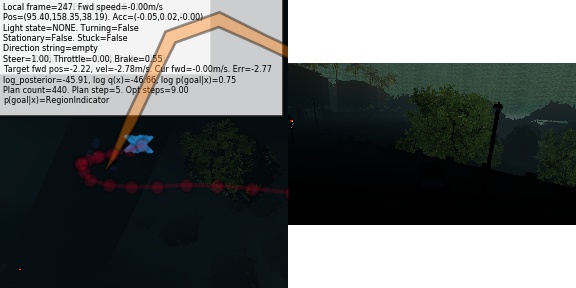 Local frame=247. Fwd speed=-0.00m/s
Pos=(95.40,158.35,38.19). Acc=(-0.05,0.02,-0.00)
Light state=NONE. Turning=False
Stationary=False. Stuck=False
Direction string=empty
Steer=1.00, Throttle=0.00, Brake=0.55
Target fwd pos=-2.22, vel=-2.78m/s. Cur fwd=-0.00m/s. Err=-2.77
log_posterior=-45.91, log q(x)=-46.66, log p(goal|x)=0.75
Plan count=440. Plan step=5. Opt steps=9.00
p(goal|x)=RegionIndicator